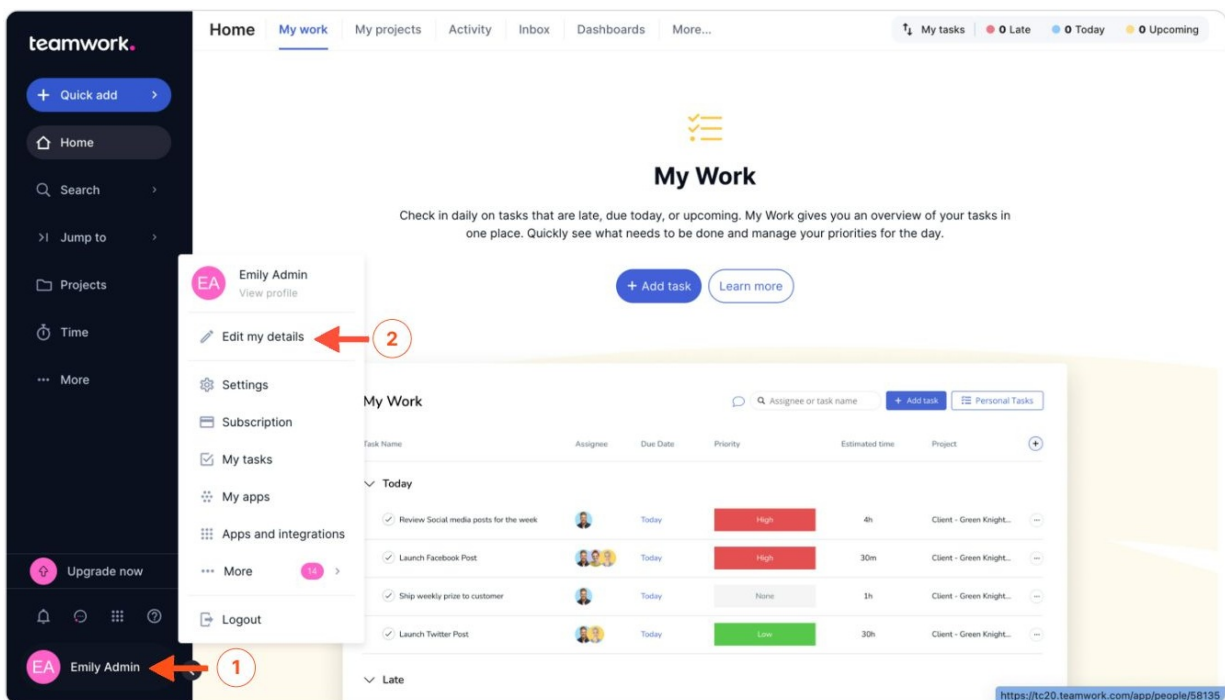 teamwork.
Quick add
Home
Search
Jump to
Projects
Time
More
Upgrade now
EA Emily Admin
1
Home My work My projects Activity Inbox Dashboards More...
My tasks 0 Late 0 Today 0 Upcoming
My Work
Check in daily on tasks that are late, due today, or upcoming. My Work gives you an overview of your tasks in
one place. Quickly see what needs to be done and manage your priorities for the day.
+ Add task Learn more
EA Emily Admin
View profile
Edit my details
2
Settings
Subscription
My tasks
My apps
Apps and integrations
More 14
Logout
My Work Assignee or task name + Add task Personal Tasks
Task Name Assignee Due Date Priority Estimated time Project
Today
Review Social media posts for the week Today High 4h Client - Green Knight...
Launch Facebook Post Today High 30m Client - Green Knight...
Ship weekly prize to customer Today None 1h Client - Green Knight...
Launch Twitter Post Today Low 30h Client - Green Knight...
Late
https://tc20.teamwork.com/app/people/58135